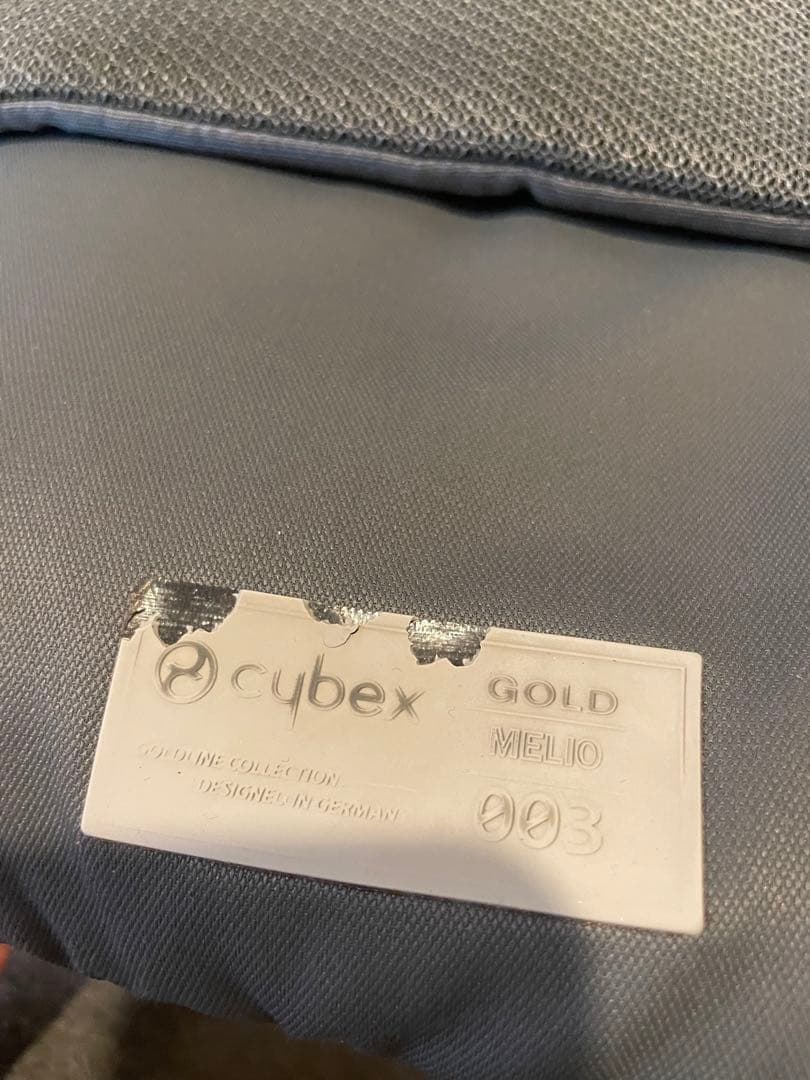 cybex
GOLD
MELIO
003
GOLDLINE COLLECTION
DESIGNED IN GERMANY